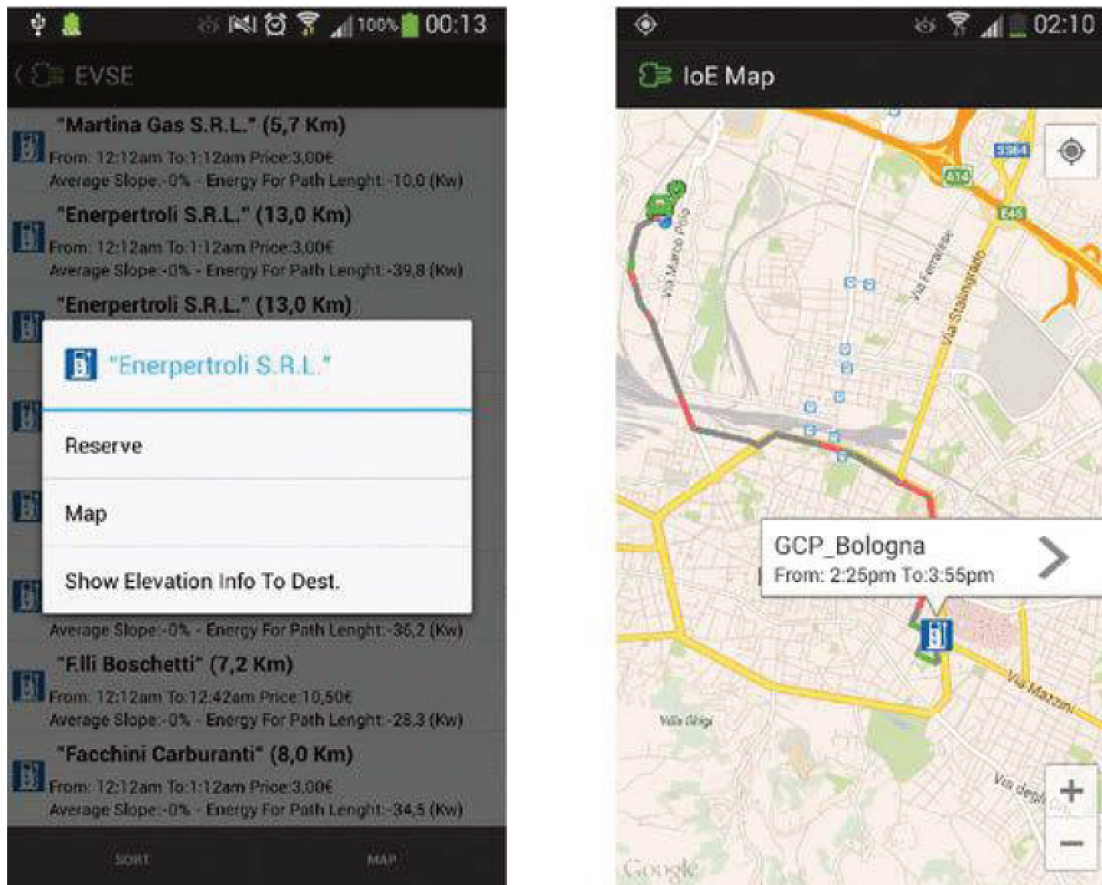 100% 00:13
EVSE
"Martina Gas S.R.L." (5,7 Km)
From: 12:12am To:1:12am Price:3,00€
Average Slope:-0% - Energy For Path Lenght:-10,0 (Kw)
"Enerpertroli S.R.L." (13,0 Km)
From: 12:12am To:1:12am Price:3,00€
Average Slope:-0% - Energy For Path Lenght:-39,8 (Kw)
"Enerpertroli S.R.L." (13,0 Km)
"Enerpertroli S.R.L."
Reserve
Map
Show Elevation Info To Dest.
Average Slope:-0% - Energy For Path Lenght:-36,2 (Kw)
"F.lli Boschetti" (7,2 Km)
From: 12:12am To:12:42am Price:10,50€
Average Slope:-0% - Energy For Path Lenght:-28,3 (Kw)
"Facchini Carburanti" (8,0 Km)
From: 12:12am To:1:12am Price:3,00€
Average Slope:-0% - Energy For Path Lenght:-34,5 (Kw)
SORT MAP
02:10
IoE Map
SS64
A14
E45
Via Marco Polo
Via Ferrarese
Via Stalingrado
GCP_Bologna
From: 2:25pm To:3:55pm
Via Mazzini
Villa Ghigi
Via degli
+
−
Google